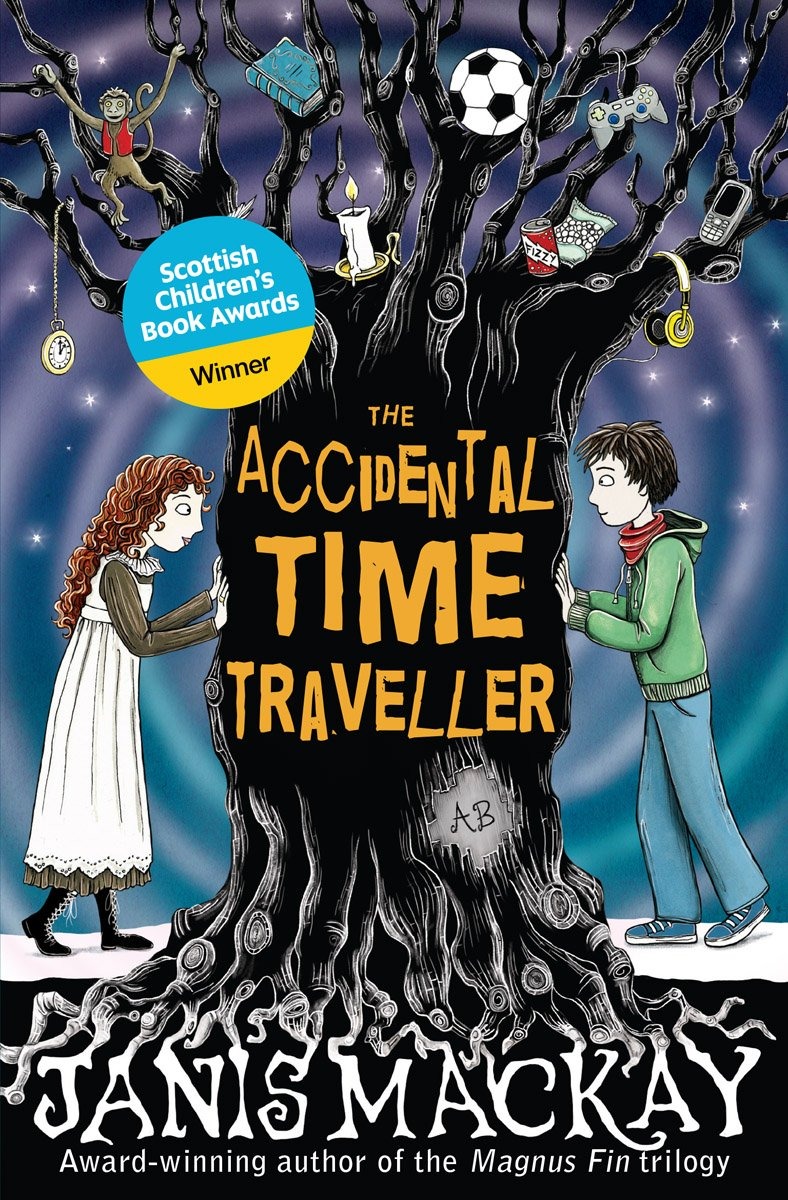 FIZZY
Scottish
Children's
Book Awards
Winner
THE
ACCIDENTAL
TIME
TRAVELLER
AB
JANIS MACKAY
Award-winning author of the Magnus Fin trilogy